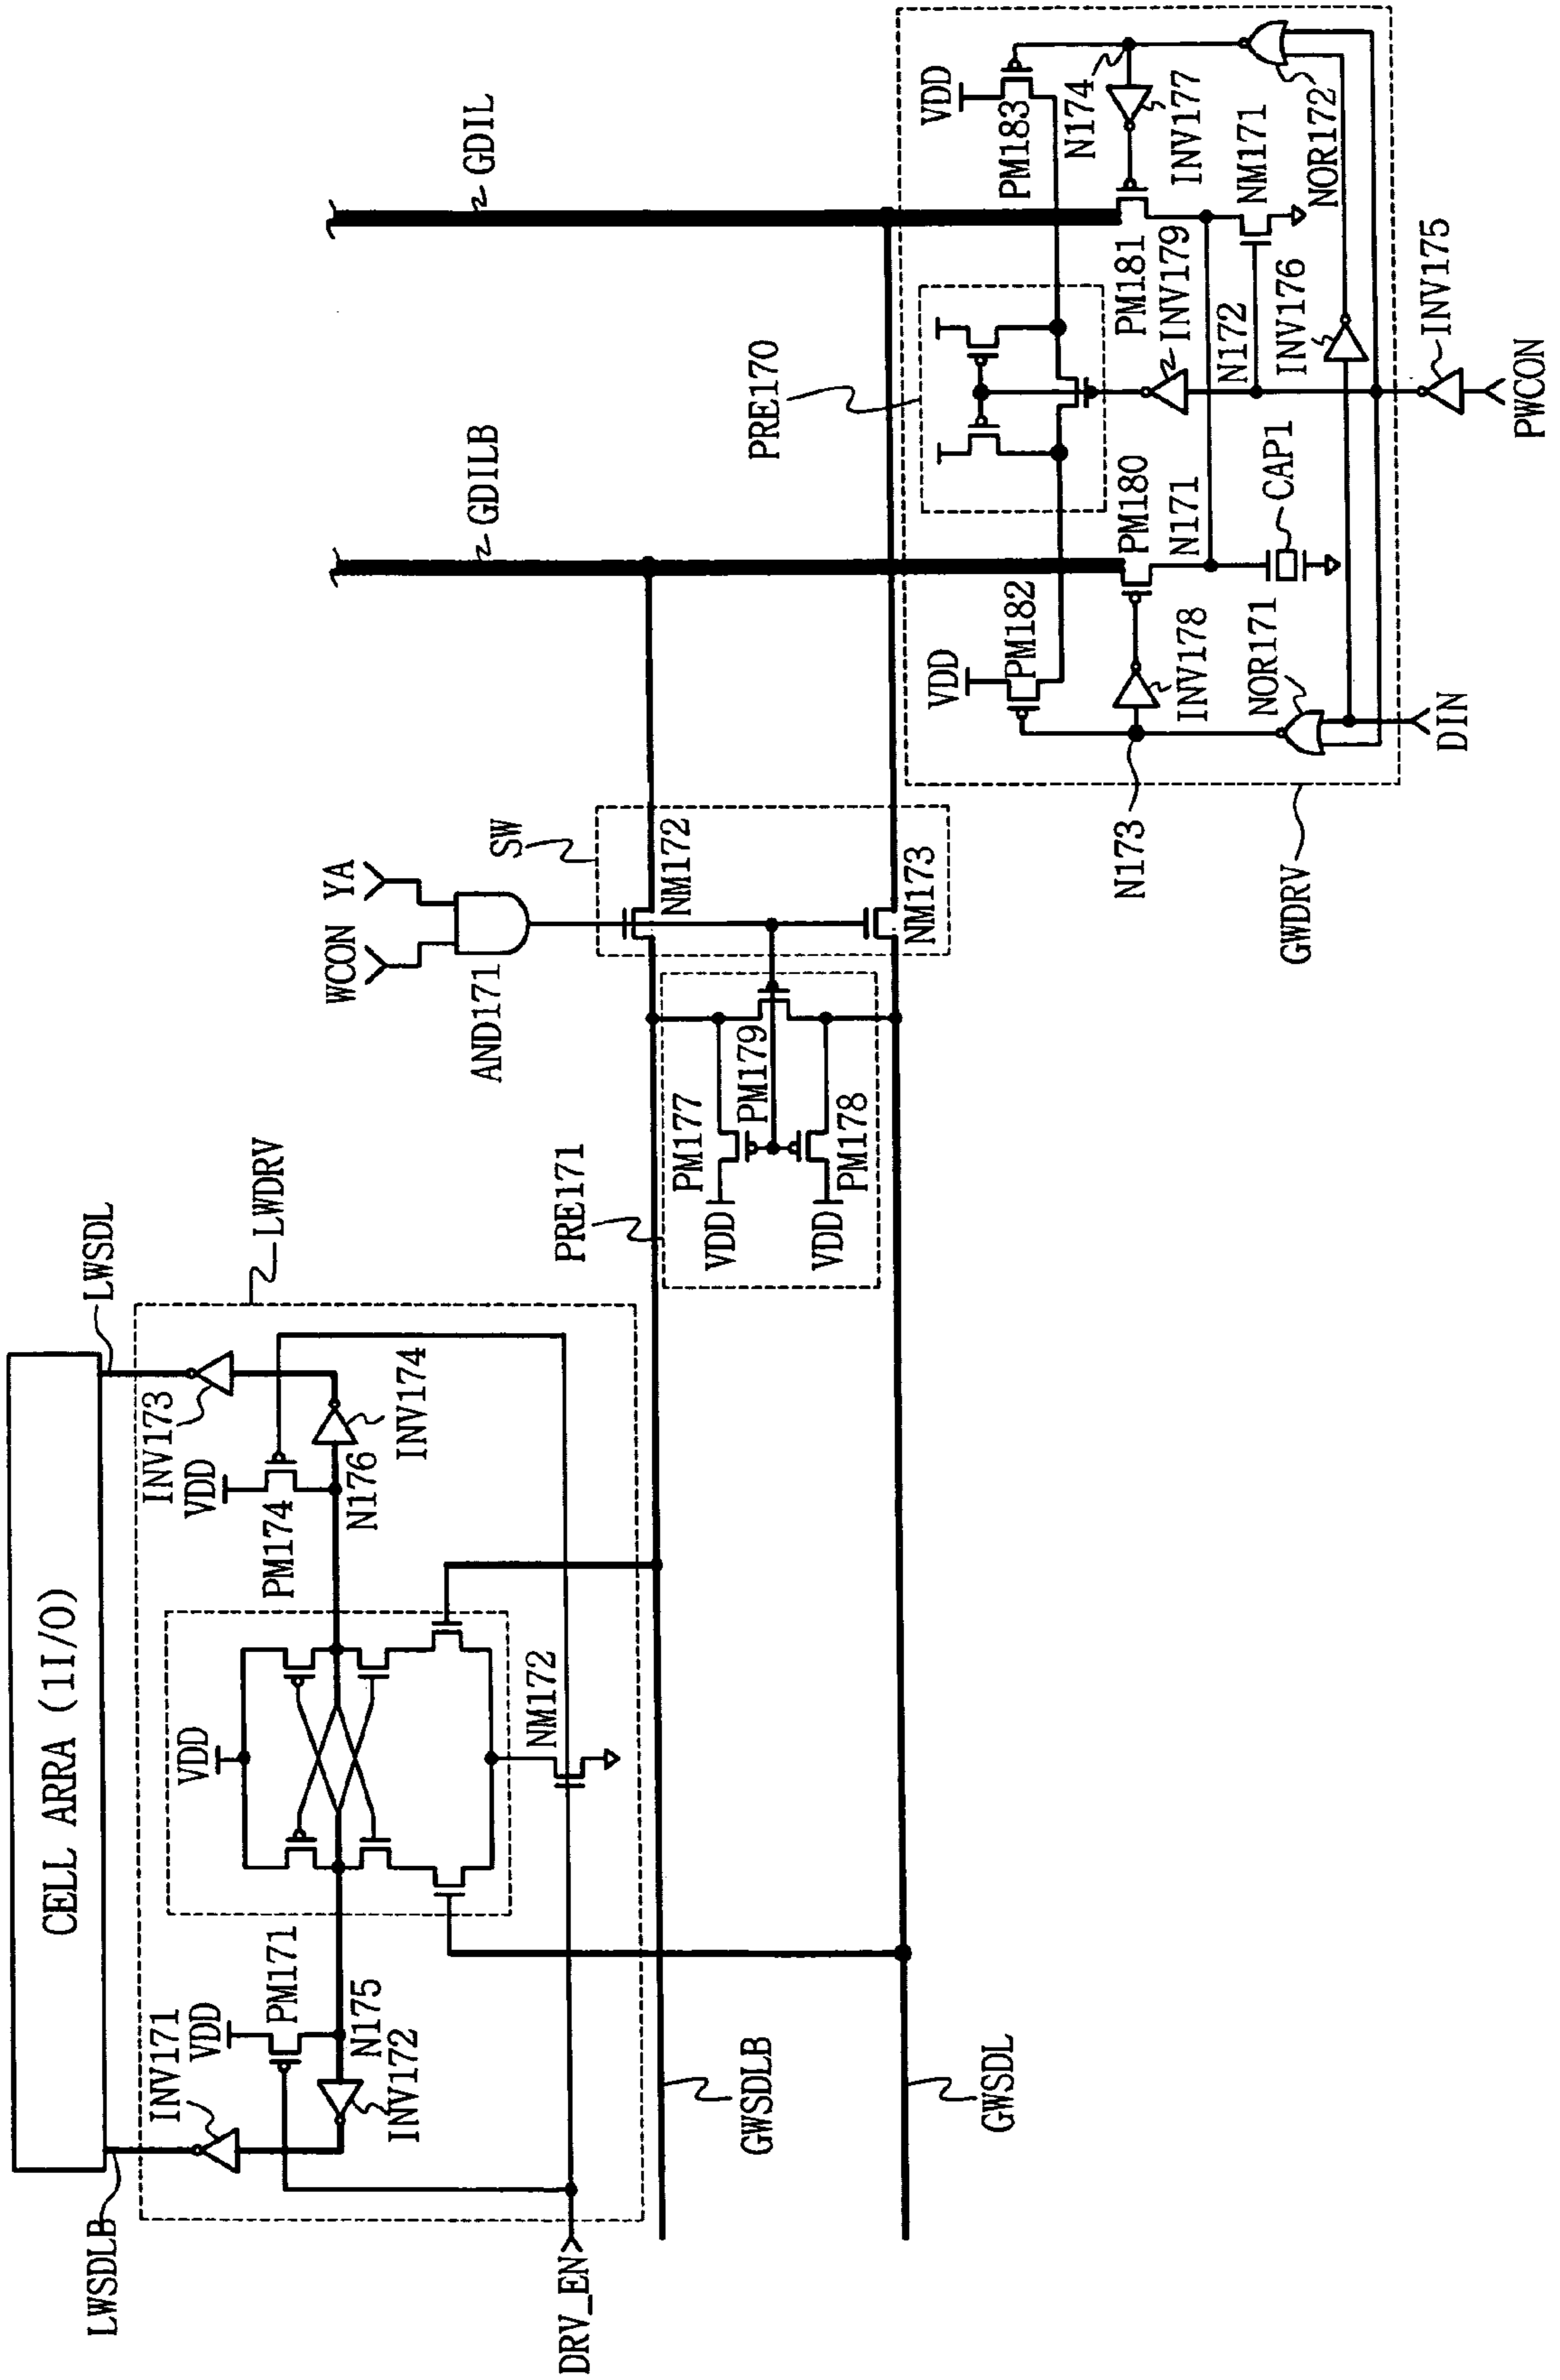 CELL ARRA (1I/O)
LWSDLB
LWSDL
INV171
VDD
PM171
N175
INV172
VDD
NM172
INV173
VDD
PM174
N176
INV174
LWDRV
DRV_EN
GWSDLB
GWSDL
PRE171
PM177
PM179
PM178
VDD
VDD
WCON
YA
AND171
SW
NM172
NM173
GDILB
GDIL
PRE170
VDD
PM182
VDD
PM183
N174
INV177
PM180
PM181
INV179
N171
N172
NM171
INV178
NOR171
CAP1
INV176
NOR172
N173
GWDRV
DIN
PWCON
INV175